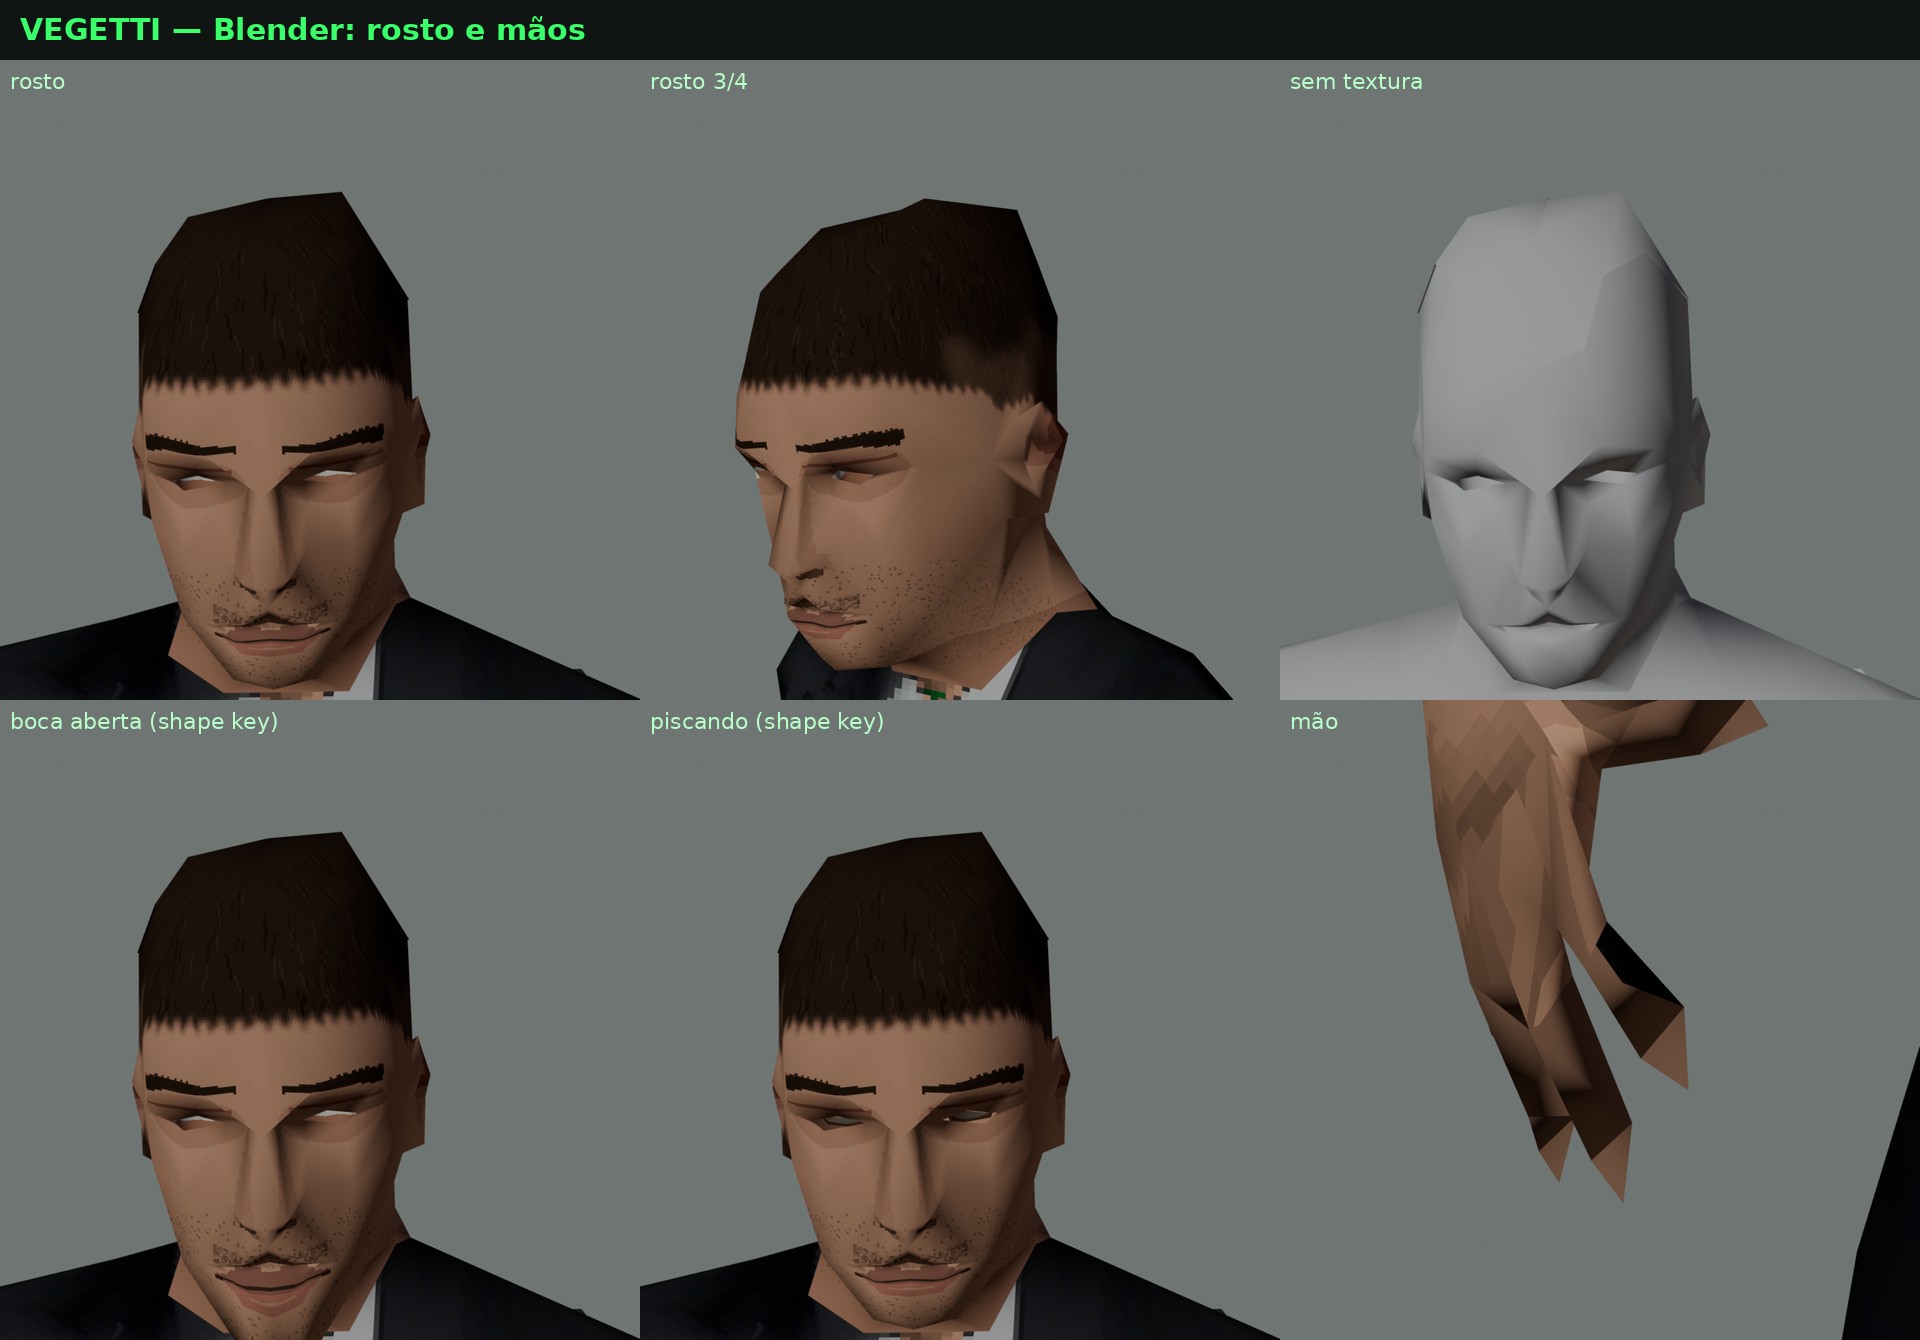 VEGETTI — Blender: rosto e mãos
rosto
rosto 3/4
sem textura
boca aberta (shape key)
piscando (shape key)
mão